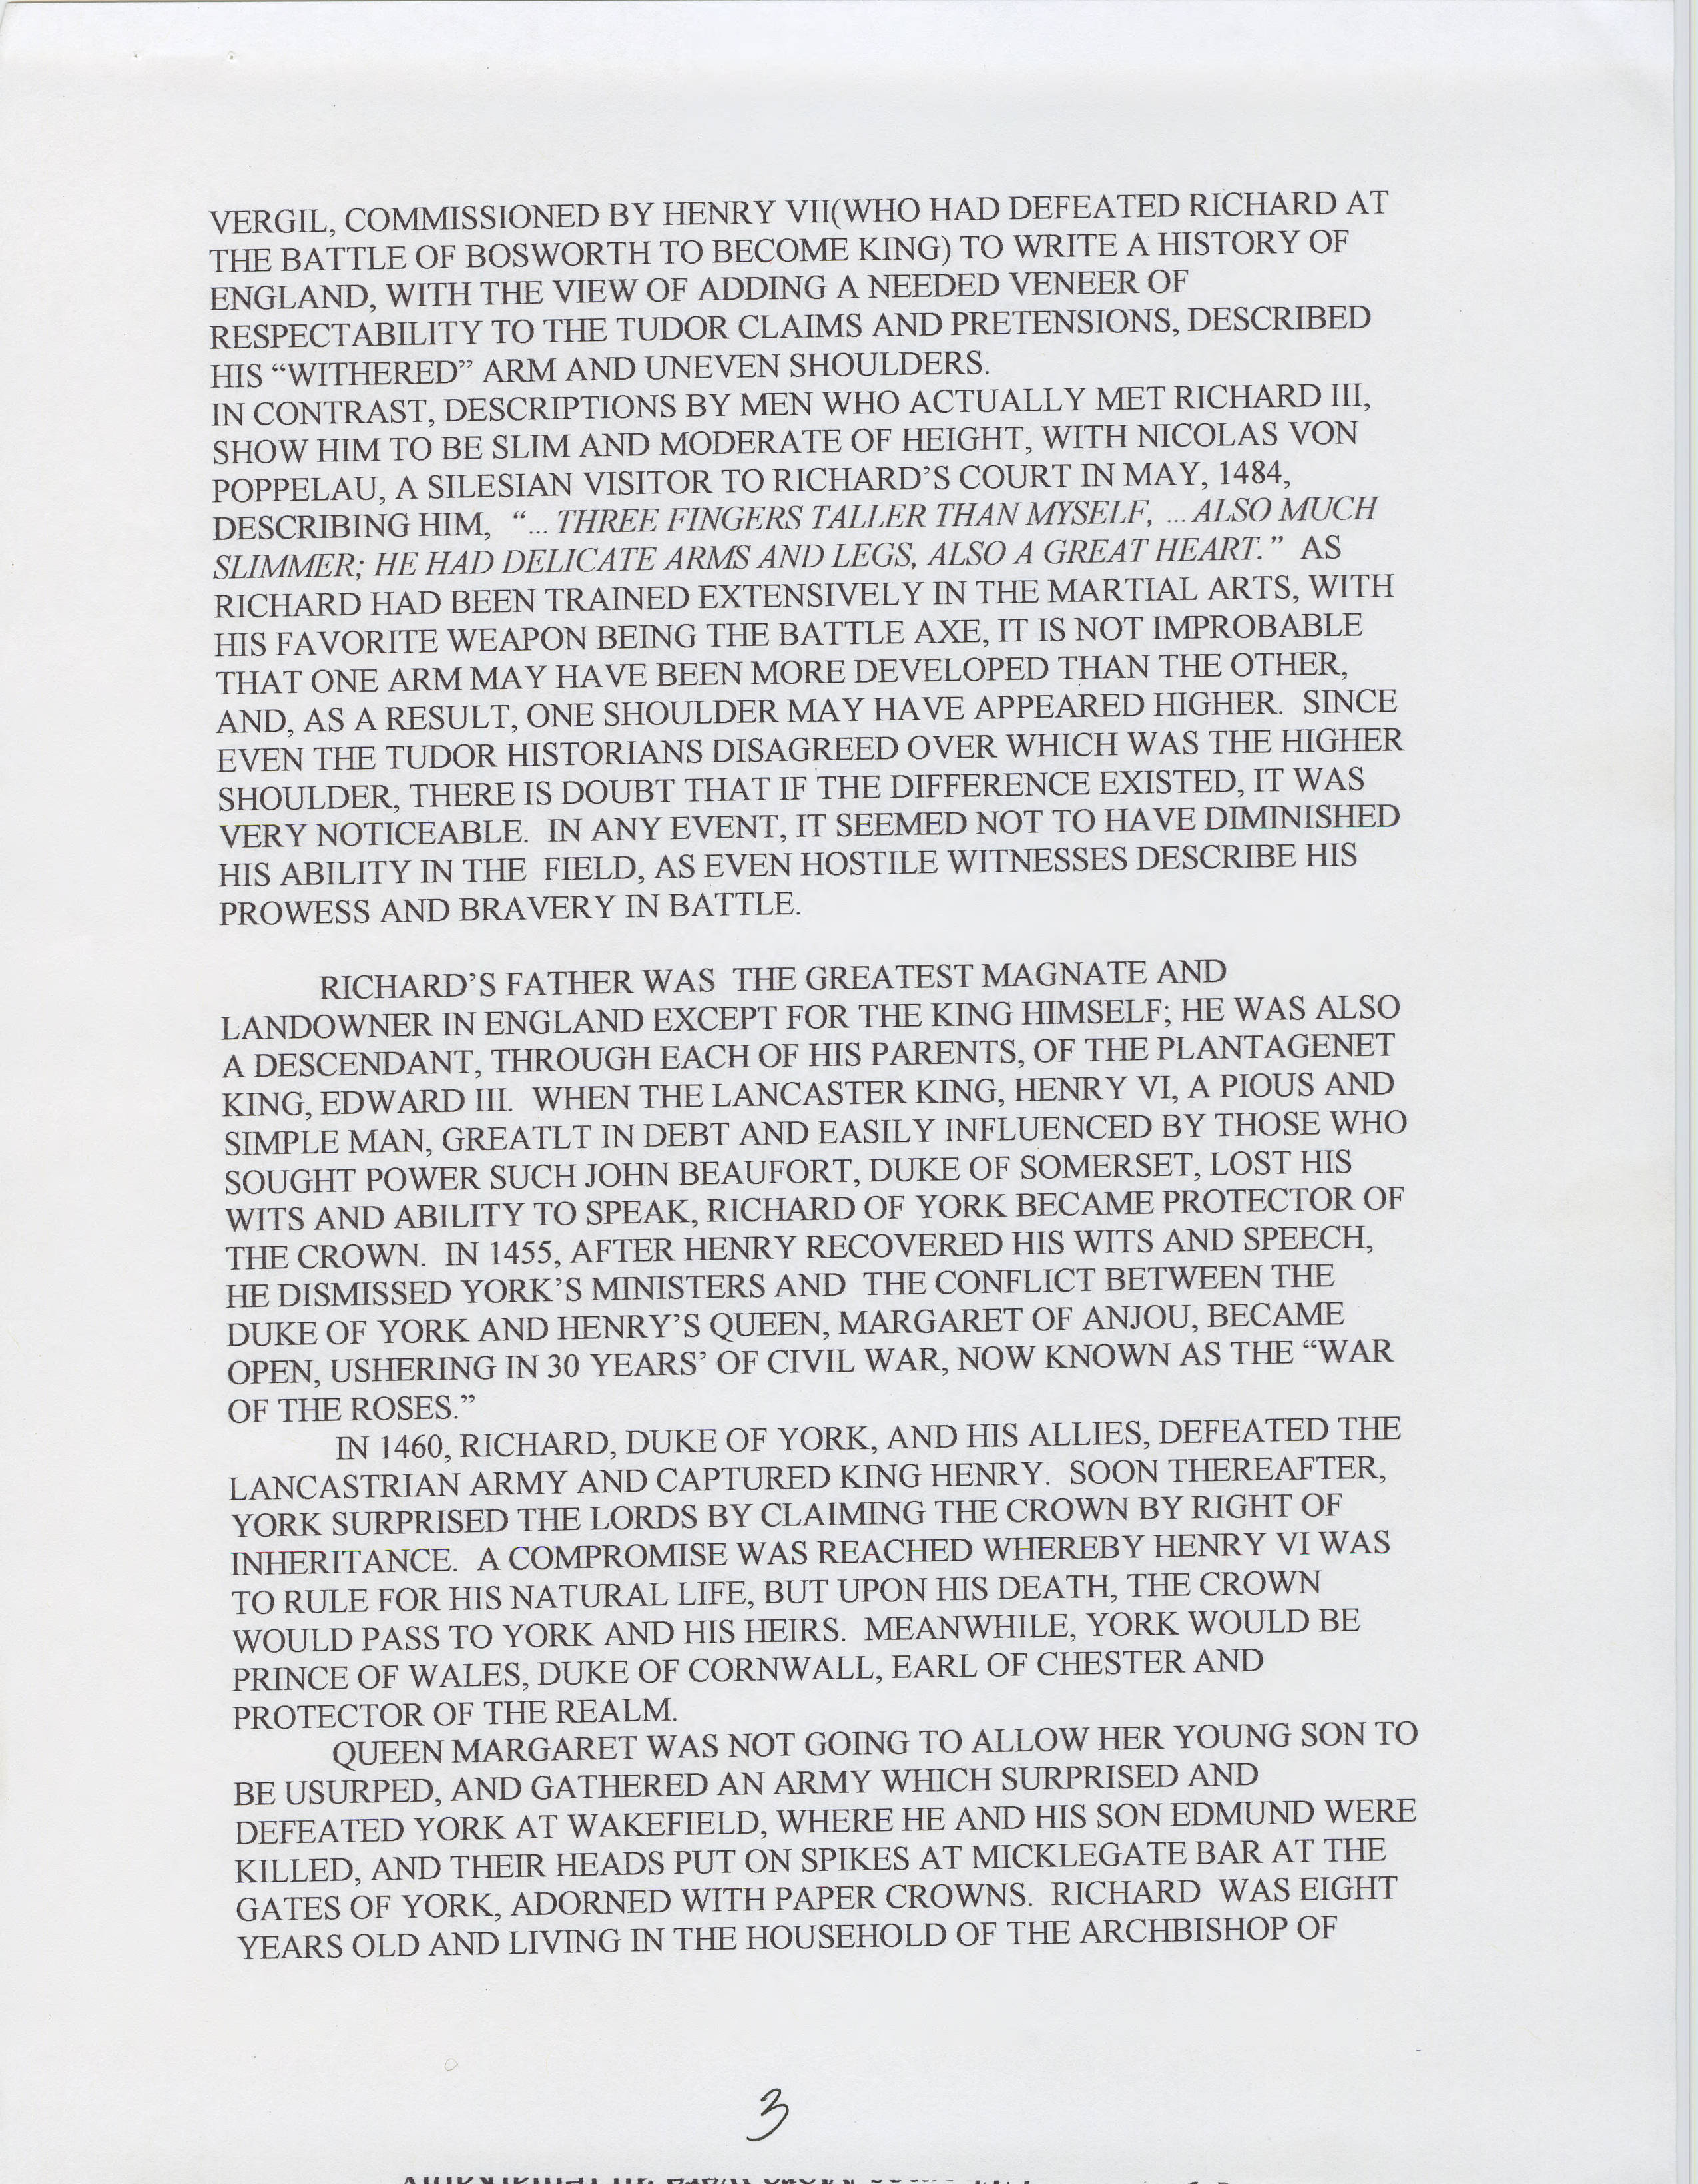 VERGIL, COMMISSIONED BY HENRY VII(WHO HAD DEFEATED RICHARD AT
THE BATTLE OF BOSWORTH TO BECOME KING) TO WRITE A HISTORY OF
ENGLAND, WITH THE VIEW OF ADDING A NEEDED VENEER OF
RESPECTABILITY TO THE TUDOR CLAIMS AND PRETENSIONS, DESCRIBED
HIS “WITHERED” ARM AND UNEVEN SHOULDERS.
IN CONTRAST, DESCRIPTIONS BY MEN WHO ACTUALLY MET RICHARD III,
SHOW HIM TO BE SLIM AND MODERATE OF HEIGHT, WITH NICOLAS VON
POPPELAU, A SILESIAN VISITOR TO RICHARD’S COURT IN MAY, 1484,
DESCRIBING HIM, “... THREE FINGERS TALLER THAN MYSELF, ... ALSO MUCH
SLIMMER; HE HAD DELICATE ARMS AND LEGS, ALSO A GREAT HEART.” AS
RICHARD HAD BEEN TRAINED EXTENSIVELY IN THE MARTIAL ARTS, WITH
HIS FAVORITE WEAPON BEING THE BATTLE AXE, IT IS NOT IMPROBABLE
THAT ONE ARM MAY HAVE BEEN MORE DEVELOPED THAN THE OTHER,
AND, AS A RESULT, ONE SHOULDER MAY HAVE APPEARED HIGHER. SINCE
EVEN THE TUDOR HISTORIANS DISAGREED OVER WHICH WAS THE HIGHER
SHOULDER, THERE IS DOUBT THAT IF THE DIFFERENCE EXISTED, IT WAS
VERY NOTICEABLE. IN ANY EVENT, IT SEEMED NOT TO HAVE DIMINISHED
HIS ABILITY IN THE FIELD, AS EVEN HOSTILE WITNESSES DESCRIBE HIS
PROWESS AND BRAVERY IN BATTLE.
RICHARD’S FATHER WAS THE GREATEST MAGNATE AND
LANDOWNER IN ENGLAND EXCEPT FOR THE KING HIMSELF; HE WAS ALSO
A DESCENDANT, THROUGH EACH OF HIS PARENTS, OF THE PLANTAGENET
KING, EDWARD III. WHEN THE LANCASTER KING, HENRY VI, A PIOUS AND
SIMPLE MAN, GREATLT IN DEBT AND EASILY INFLUENCED BY THOSE WHO
SOUGHT POWER SUCH JOHN BEAUFORT, DUKE OF SOMERSET, LOST HIS
WITS AND ABILITY TO SPEAK, RICHARD OF YORK BECAME PROTECTOR OF
THE CROWN. IN 1455, AFTER HENRY RECOVERED HIS WITS AND SPEECH,
HE DISMISSED YORK’S MINISTERS AND THE CONFLICT BETWEEN THE
DUKE OF YORK AND HENRY’S QUEEN, MARGARET OF ANJOU, BECAME
OPEN, USHERING IN 30 YEARS’ OF CIVIL WAR, NOW KNOWN AS THE “WAR
OF THE ROSES.”
IN 1460, RICHARD, DUKE OF YORK, AND HIS ALLIES, DEFEATED THE
LANCASTRIAN ARMY AND CAPTURED KING HENRY. SOON THEREAFTER,
YORK SURPRISED THE LORDS BY CLAIMING THE CROWN BY RIGHT OF
INHERITANCE. A COMPROMISE WAS REACHED WHEREBY HENRY VI WAS
TO RULE FOR HIS NATURAL LIFE, BUT UPON HIS DEATH, THE CROWN
WOULD PASS TO YORK AND HIS HEIRS. MEANWHILE, YORK WOULD BE
PRINCE OF WALES, DUKE OF CORNWALL, EARL OF CHESTER AND
PROTECTOR OF THE REALM.
QUEEN MARGARET WAS NOT GOING TO ALLOW HER YOUNG SON TO
BE USURPED, AND GATHERED AN ARMY WHICH SURPRISED AND
DEFEATED YORK AT WAKEFIELD, WHERE HE AND HIS SON EDMUND WERE
KILLED, AND THEIR HEADS PUT ON SPIKES AT MICKLEGATE BAR AT THE
GATES OF YORK, ADORNED WITH PAPER CROWNS. RICHARD WAS EIGHT
YEARS OLD AND LIVING IN THE HOUSEHOLD OF THE ARCHBISHOP OF
3